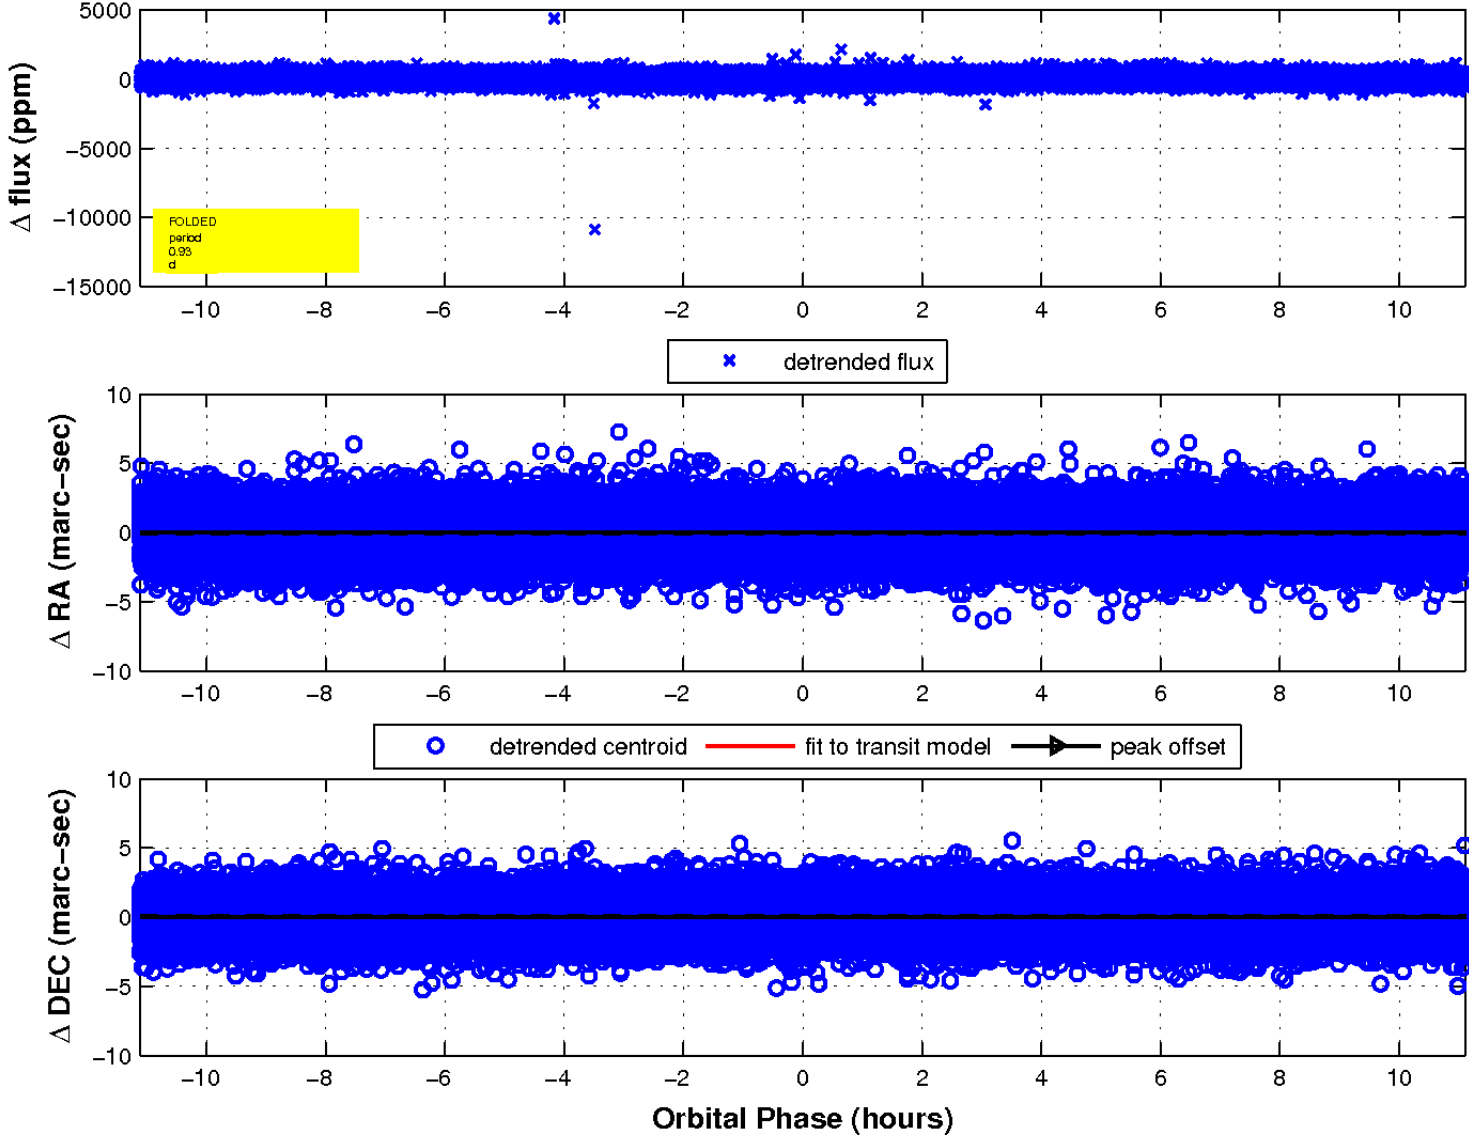 Δ flux (ppm)
5000
0
−5000
−10000
−15000
FOLDED
period
0.93
d
−10 −8 −6 −4 −2 0 2 4 6 8 10
detrended flux
Δ RA (marc−sec)
10
5
0
−5
−10
−10 −8 −6 −4 −2 0 2 4 6 8 10
detrended centroid fit to transit model peak offset
Δ DEC (marc−sec)
10
5
0
−5
−10
−10 −8 −6 −4 −2 0 2 4 6 8 10
Orbital Phase (hours)